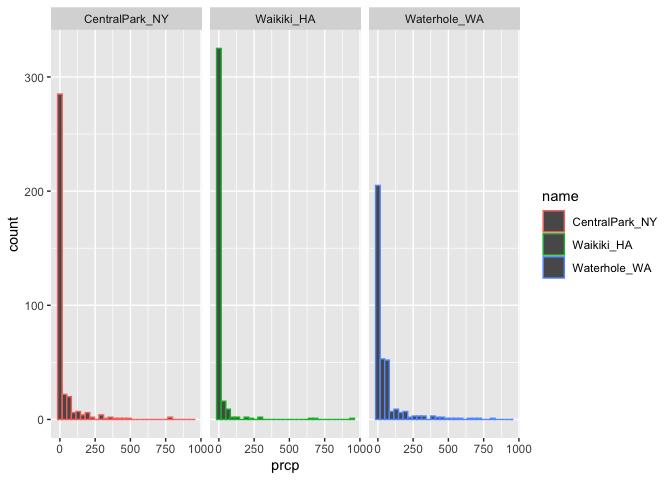 CentralPark_NY Waikiki_HA Waterhole_WA
300
200
100
0
count
0 250 500 750 1000 0 250 500 750 1000 0 250 500 750 1000
prcp
name
CentralPark_NY
Waikiki_HA
Waterhole_WA